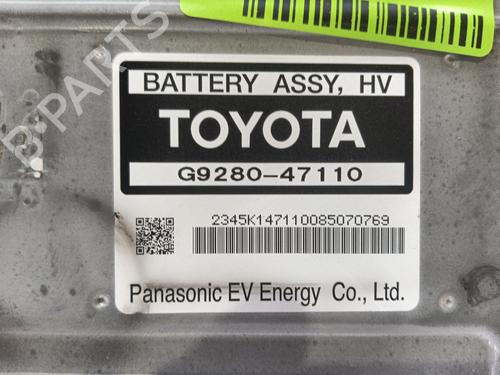 BATTERY ASSY, HV
TOYOTA
G9280-47110
2345K147110085070769
Panasonic EV Energy Co., Ltd.
B-PARTS